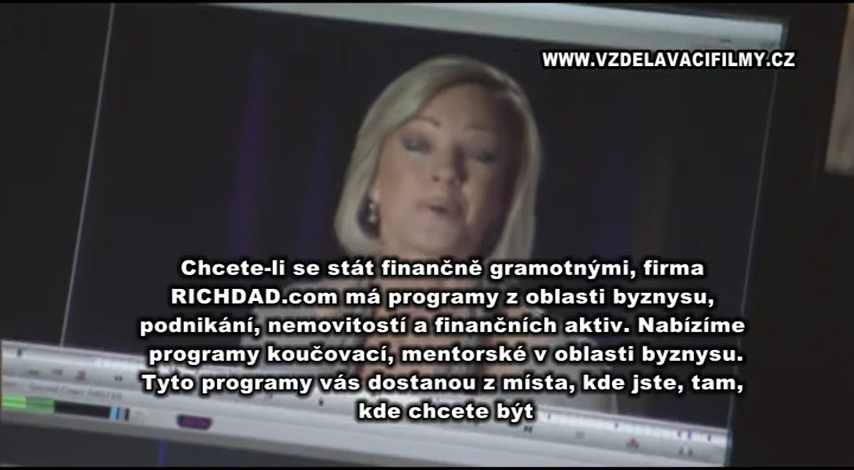 WWW.VZDELAVACIFILMY.CZ
Chcete-li se stát finančně gramotnými, firma
RICHDAD.com má programy z oblasti byznysu,
podnikání, nemovitostí a finančních aktiv. Nabízíme
programy koučovací, mentorské v oblasti byznysu.
Tyto programy vás dostanou z místa, kde jste, tam,
kde chcete být